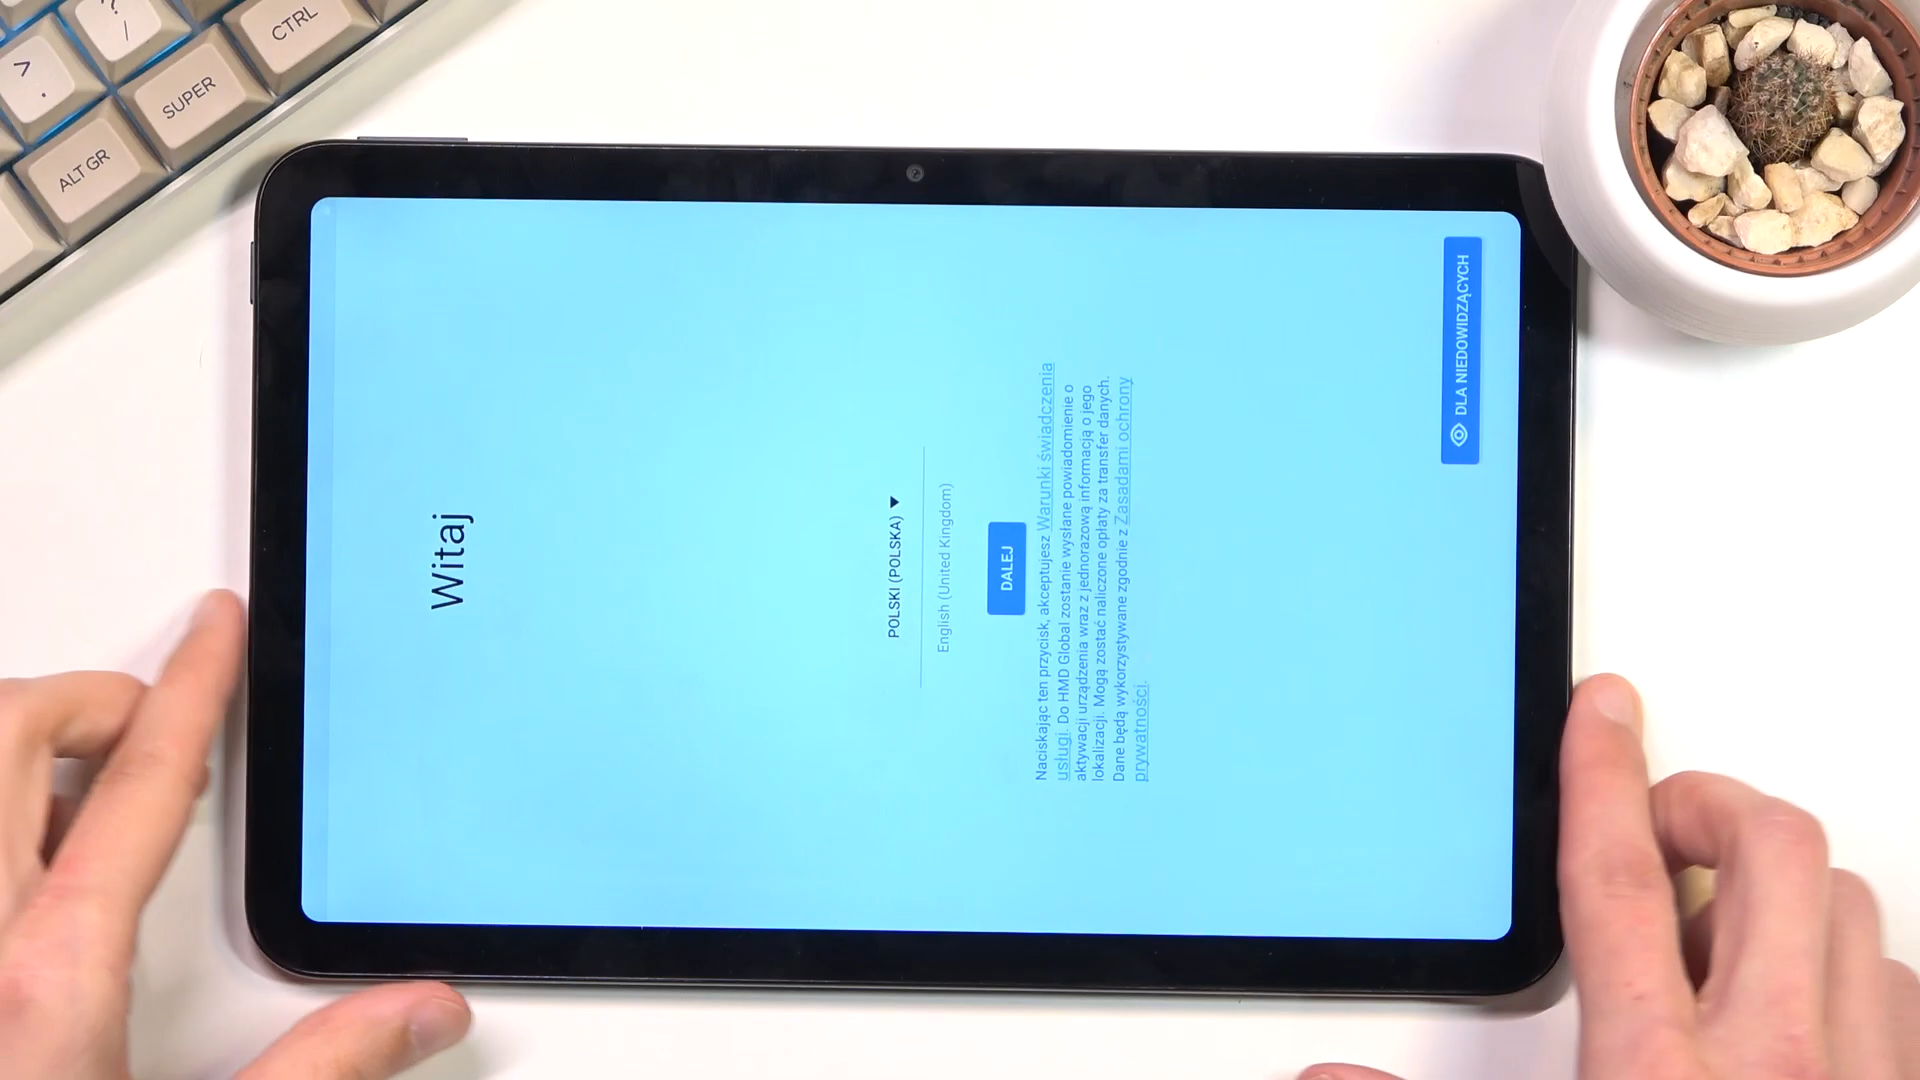 ?
/
CTRL
>
.
SUPER
ALT GR
Witaj
POLSKI (POLSKA)
English (United Kingdom)
DALEJ
Naciskając ten przycisk, akceptujesz Warunki świadczenia
usługi. Do HMD Global zostanie wysłane powiadomienie o
aktywacji urządzenia wraz z jednorazową informacją o jego
lokalizacji. Mogą zostać naliczone opłaty za transfer danych.
Dane będą wykorzystywane zgodnie z Zasadami ochrony
prywatności.
DLA NIEDOWIDZĄCYCH